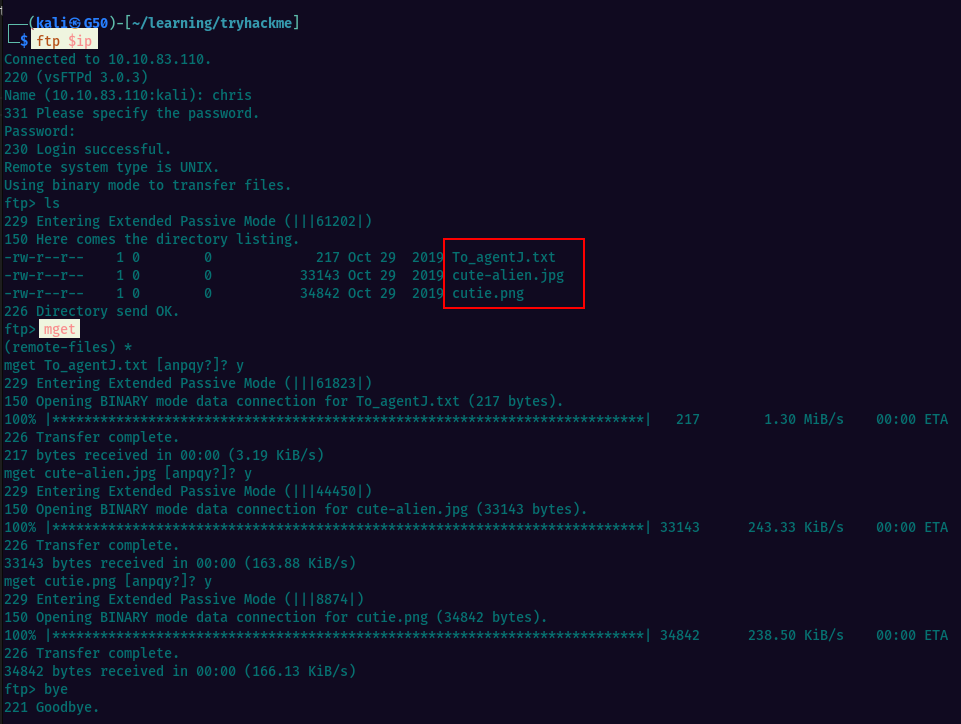 ┌──(kali㉿G50)-[~/learning/tryhackme]
└─$ ftp $ip
Connected to 10.10.83.110.
220 (vsFTPd 3.0.3)
Name (10.10.83.110:kali): chris
331 Please specify the password.
Password:
230 Login successful.
Remote system type is UNIX.
Using binary mode to transfer files.
ftp> ls
229 Entering Extended Passive Mode (|||61202|)
150 Here comes the directory listing.
-rw-r--r--    1 0        0             217 Oct 29  2019 To_agentJ.txt
-rw-r--r--    1 0        0           33143 Oct 29  2019 cute-alien.jpg
-rw-r--r--    1 0        0           34842 Oct 29  2019 cutie.png
226 Directory send OK.
ftp> mget
(remote-files) *
mget To_agentJ.txt [anpqy?]? y
229 Entering Extended Passive Mode (|||61823|)
150 Opening BINARY mode data connection for To_agentJ.txt (217 bytes).
100% |**************************************************************************|   217        1.30 MiB/s    00:00 ETA
226 Transfer complete.
217 bytes received in 00:00 (3.19 KiB/s)
mget cute-alien.jpg [anpqy?]? y
229 Entering Extended Passive Mode (|||44450|)
150 Opening BINARY mode data connection for cute-alien.jpg (33143 bytes).
100% |**************************************************************************| 33143      243.33 KiB/s    00:00 ETA
226 Transfer complete.
33143 bytes received in 00:00 (163.88 KiB/s)
mget cutie.png [anpqy?]? y
229 Entering Extended Passive Mode (|||8874|)
150 Opening BINARY mode data connection for cutie.png (34842 bytes).
100% |**************************************************************************| 34842      238.50 KiB/s    00:00 ETA
226 Transfer complete.
34842 bytes received in 00:00 (166.13 KiB/s)
ftp> bye
221 Goodbye.